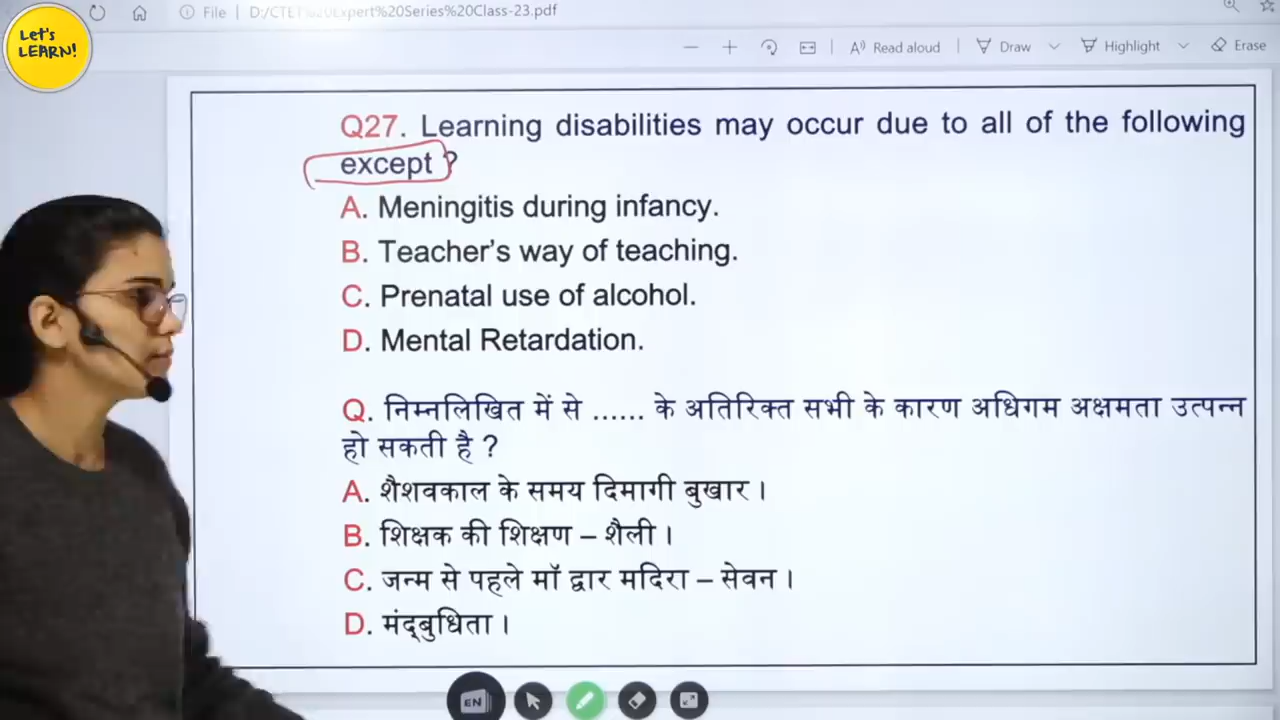 Let's
LEARN!
File | D:/CTET%20Expert%20Series%20Class-23.pdf
Read aloud Draw Highlight Erase
Q27. Learning disabilities may occur due to all of the following
except ?
A. Meningitis during infancy.
B. Teacher's way of teaching.
C. Prenatal use of alcohol.
D. Mental Retardation.
Q. निम्नलिखित में से ...... के अतिरिक्त सभी के कारण अधिगम अक्षमता उत्पन्न
हो सकती है ?
A. शैशवकाल के समय दिमागी बुखार ।
B. शिक्षक की शिक्षण – शैली ।
C. जन्म से पहले माॅ द्वार मदिरा – सेवन ।
D. मंद्बुधिता ।
EN